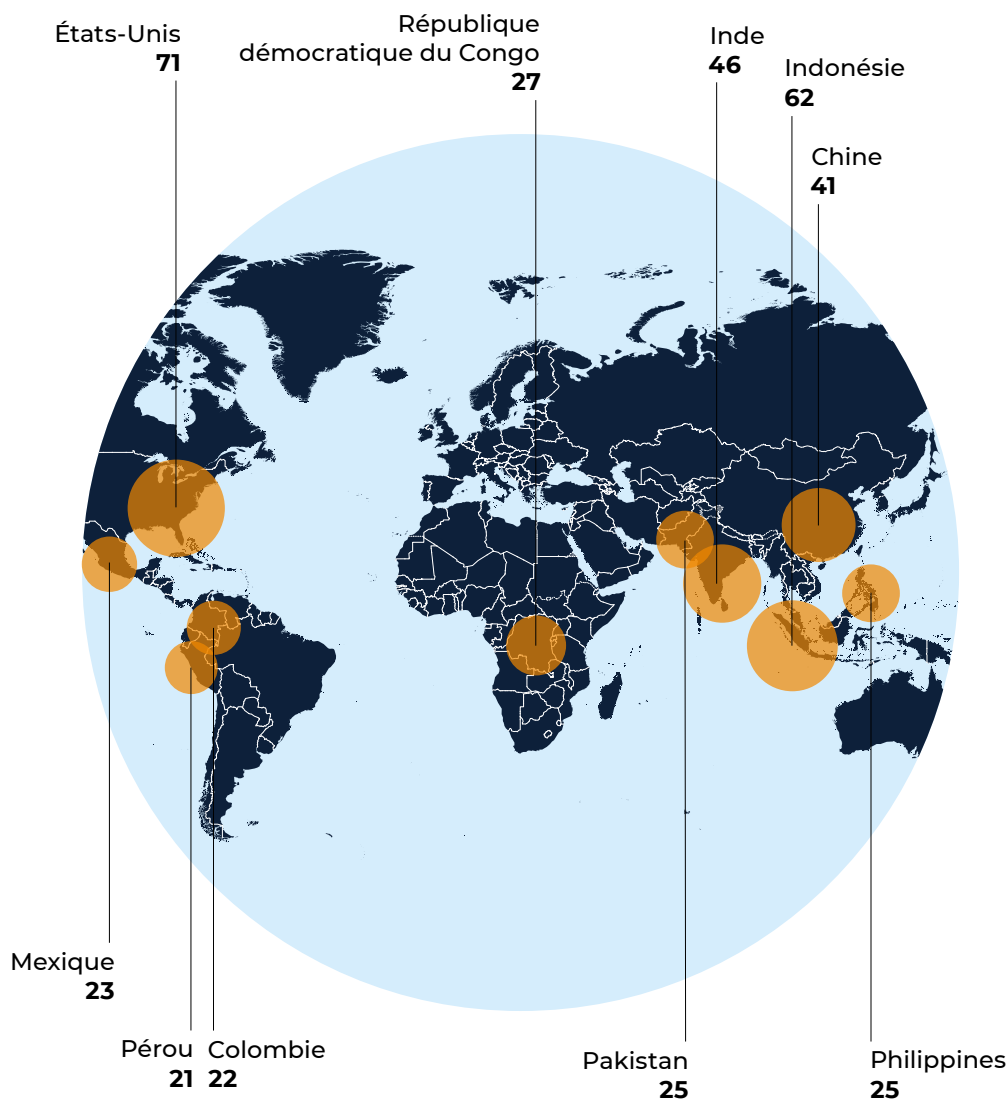 États-Unis
71
République
démocratique du Congo
27
Inde
46
Indonésie
62
Chine
41
Mexique
23
Pérou
21
Colombie
22
Pakistan
25
Philippines
25